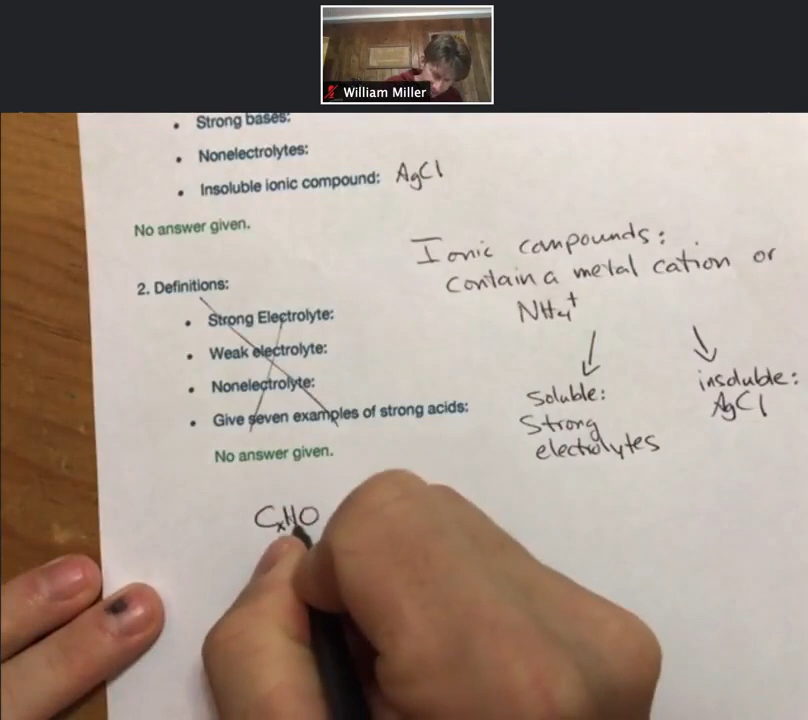 William Miller
Strong bases:
Nonelectrolytes:
Insoluble ionic compound: AgCl
No answer given.
Ionic compounds:
contain a metal cation or
NH4+
2. Definitions:
Strong Electrolyte:
Weak electrolyte:
Nonelectrolyte:
Give seven examples of strong acids:
No answer given.
soluble:
Strong
electrolytes
insoluble:
AgCl
CxHO